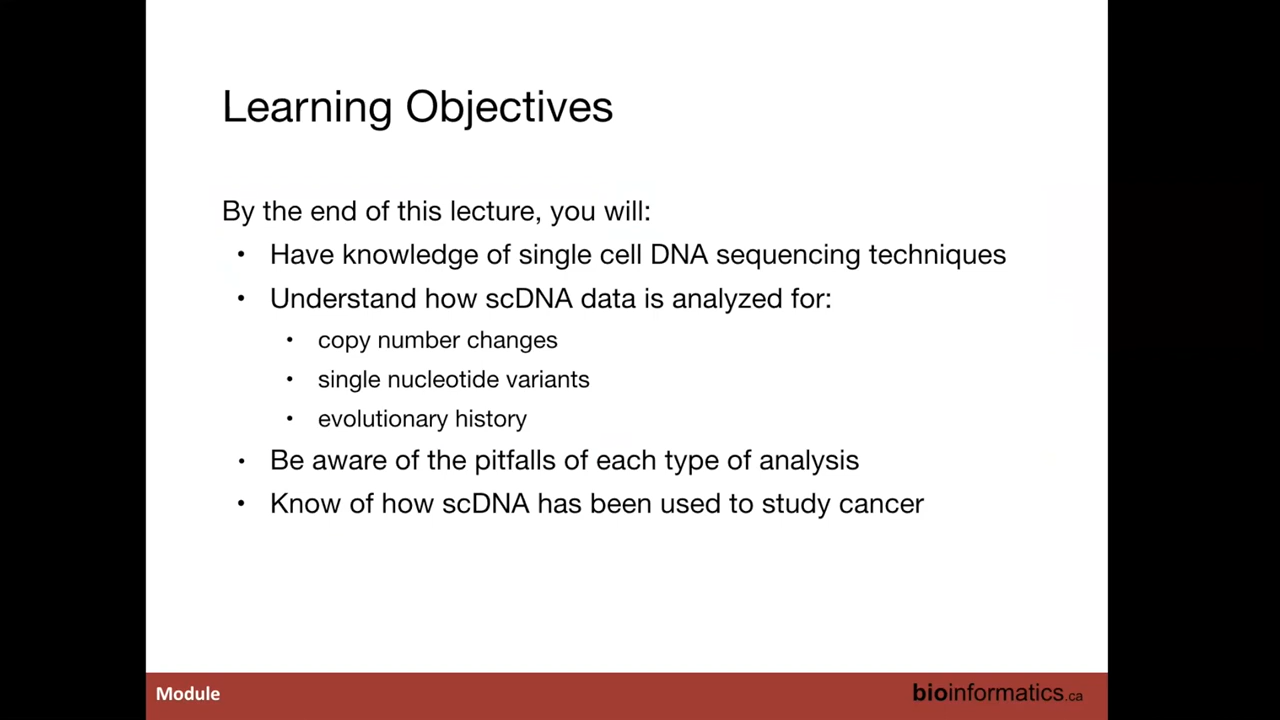 Learning Objectives
By the end of this lecture, you will:
• Have knowledge of single cell DNA sequencing techniques
• Understand how scDNA data is analyzed for:
• copy number changes
• single nucleotide variants
• evolutionary history
• Be aware of the pitfalls of each type of analysis
• Know of how scDNA has been used to study cancer
Module
bioinformatics.ca